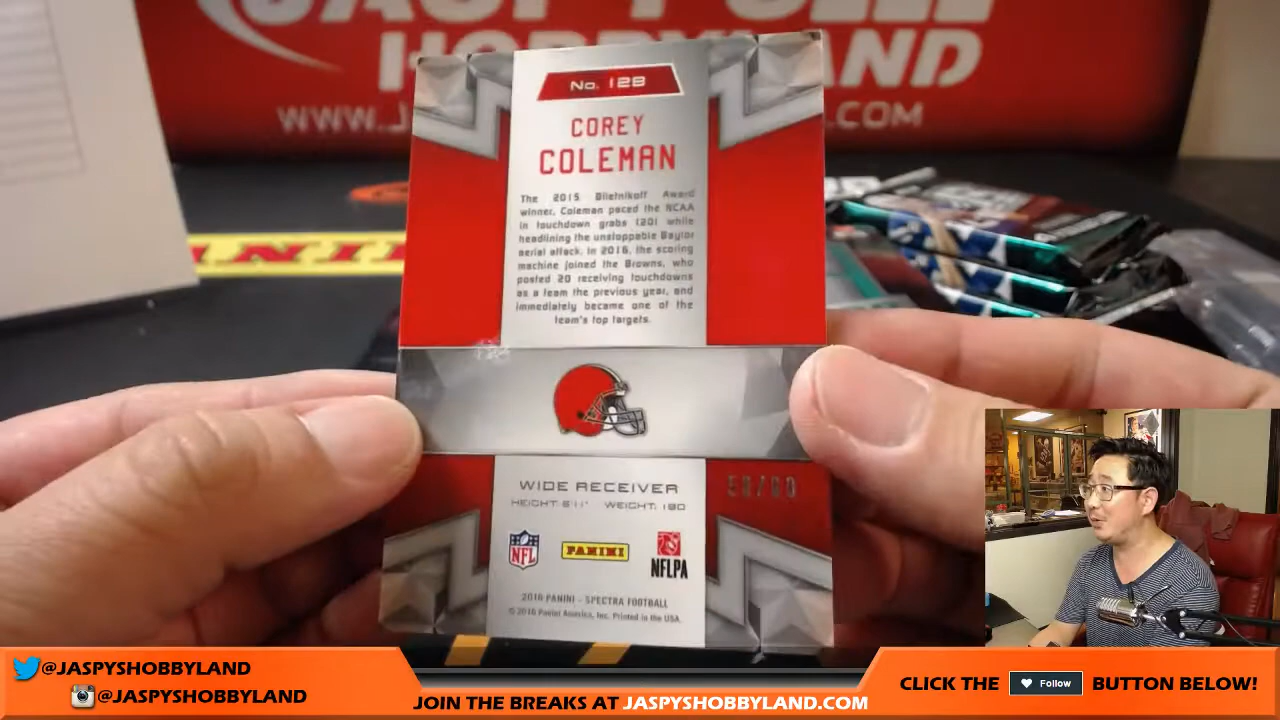 JASPY'S
HOBBYLAND
WWW.J
.COM
No. 128
COREY
COLEMAN
The 2015 Biletnikoff Award
winner, Coleman paced the NCAA
in touchdown grabs (20) while
headlining the unstoppable Baylor
aerial attack. In 2016, the scoring
machine joined the Browns, who
posted 20 receiving touchdowns
as a team the previous year, and
immediately became one of the
team's top targets.
WIDE RECEIVER
HEIGHT: 5'11" WEIGHT: 190
NFL
PANINI
NFLPA
2016 PANINI - SPECTRA FOOTBALL
© 2016 Panini America, Inc. Printed in the USA.
@JASPYSHOBBYLAND
@JASPYSHOBBYLAND
JOIN THE BREAKS AT JASPYSHOBBYLAND.COM
CLICK THE Follow BUTTON BELOW!